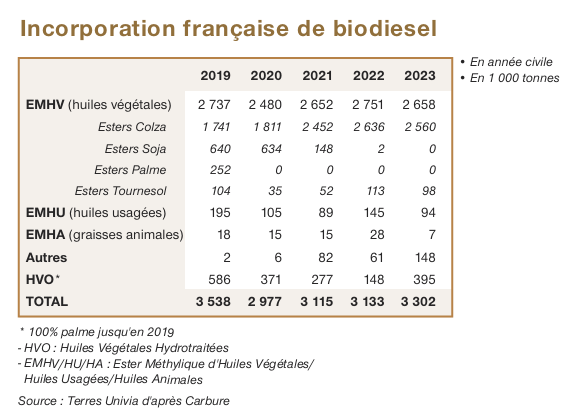 Incorporation française de biodiesel
• En année civile
• En 1 000 tonnes
2019 2020 2021 2022 2023
EMHV (huiles végétales) 2 737 2 480 2 652 2 751 2 658
Esters Colza 1 741 1 811 2 452 2 636 2 560
Esters Soja 640 634 148 2 0
Esters Palme 252 0 0 0 0
Esters Tournesol 104 35 52 113 98
EMHU (huiles usagées) 195 105 89 145 94
EMHA (graisses animales) 18 15 15 28 7
Autres 2 6 82 61 148
HVO* 586 371 277 148 395
TOTAL 3 538 2 977 3 115 3 133 3 302
* 100% palme jusqu'en 2019
- HVO : Huiles Végétales Hydrotraitées
- EMHV/HU/HA : Ester Méthylique d'Huiles Végétales/
Huiles Usagées/Huiles Animales
Source : Terres Univia d'après Carbure